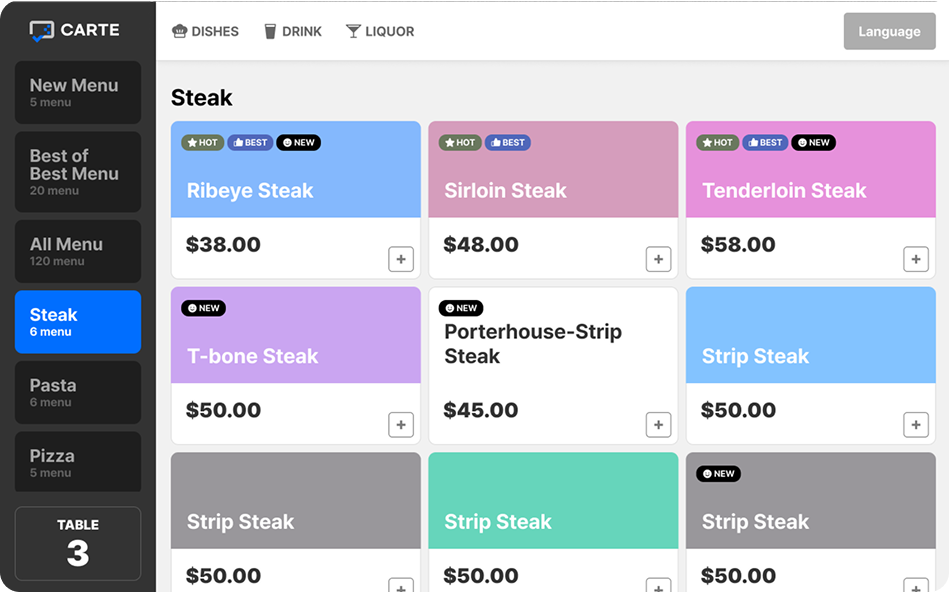 CARTE
DISHES
DRINK
LIQUOR
Language
New Menu
5 menu
Best of
Best Menu
20 menu
All Menu
120 menu
Steak
6 menu
Pasta
6 menu
Pizza
5 menu
TABLE
3
Steak
HOT BEST NEW
Ribeye Steak
$38.00
+
HOT BEST
Sirloin Steak
$48.00
+
HOT BEST NEW
Tenderloin Steak
$58.00
+
NEW
T-bone Steak
$50.00
+
NEW
Porterhouse-Strip
Steak
$45.00
+
Strip Steak
$50.00
+
Strip Steak
$50.00
+
Strip Steak
$50.00
+
NEW
Strip Steak
$50.00
+